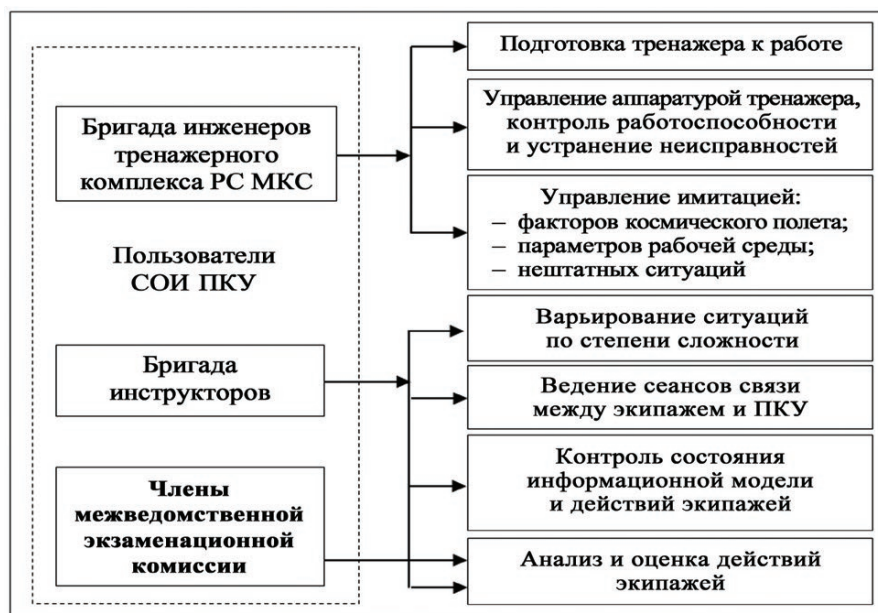 Бригада инженеров
тренажерного
комплекса РС МКС
Пользователи
СОИ ПКУ
Бригада
инструкторов
Члены
межведомственной
экзаменационной
комиссии
Подготовка тренажера к работе
Управление аппаратурой тренажера,
контроль работоспособности
и устранение неисправностей
Управление имитацией:
– факторов космического полета;
– параметров рабочей среды;
– нештатных ситуаций
Варьирование ситуаций
по степени сложности
Ведение сеансов связи
между экипажем и ПКУ
Контроль состояния
информационной модели
и действий экипажей
Анализ и оценка действий
экипажей